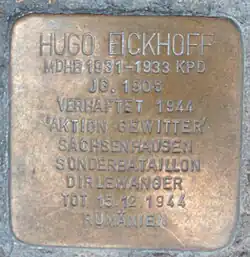 HUGO EICKHOFF
MDHB 1931-1933 KPD
JG. 1906
VERHAFTET 1944
'AKTION GEWITTER'
SACHSENHAUSEN
SONDERBATAILLON
DIRLEWANGER
TOT 15.12.1944
RUMÄNIEN